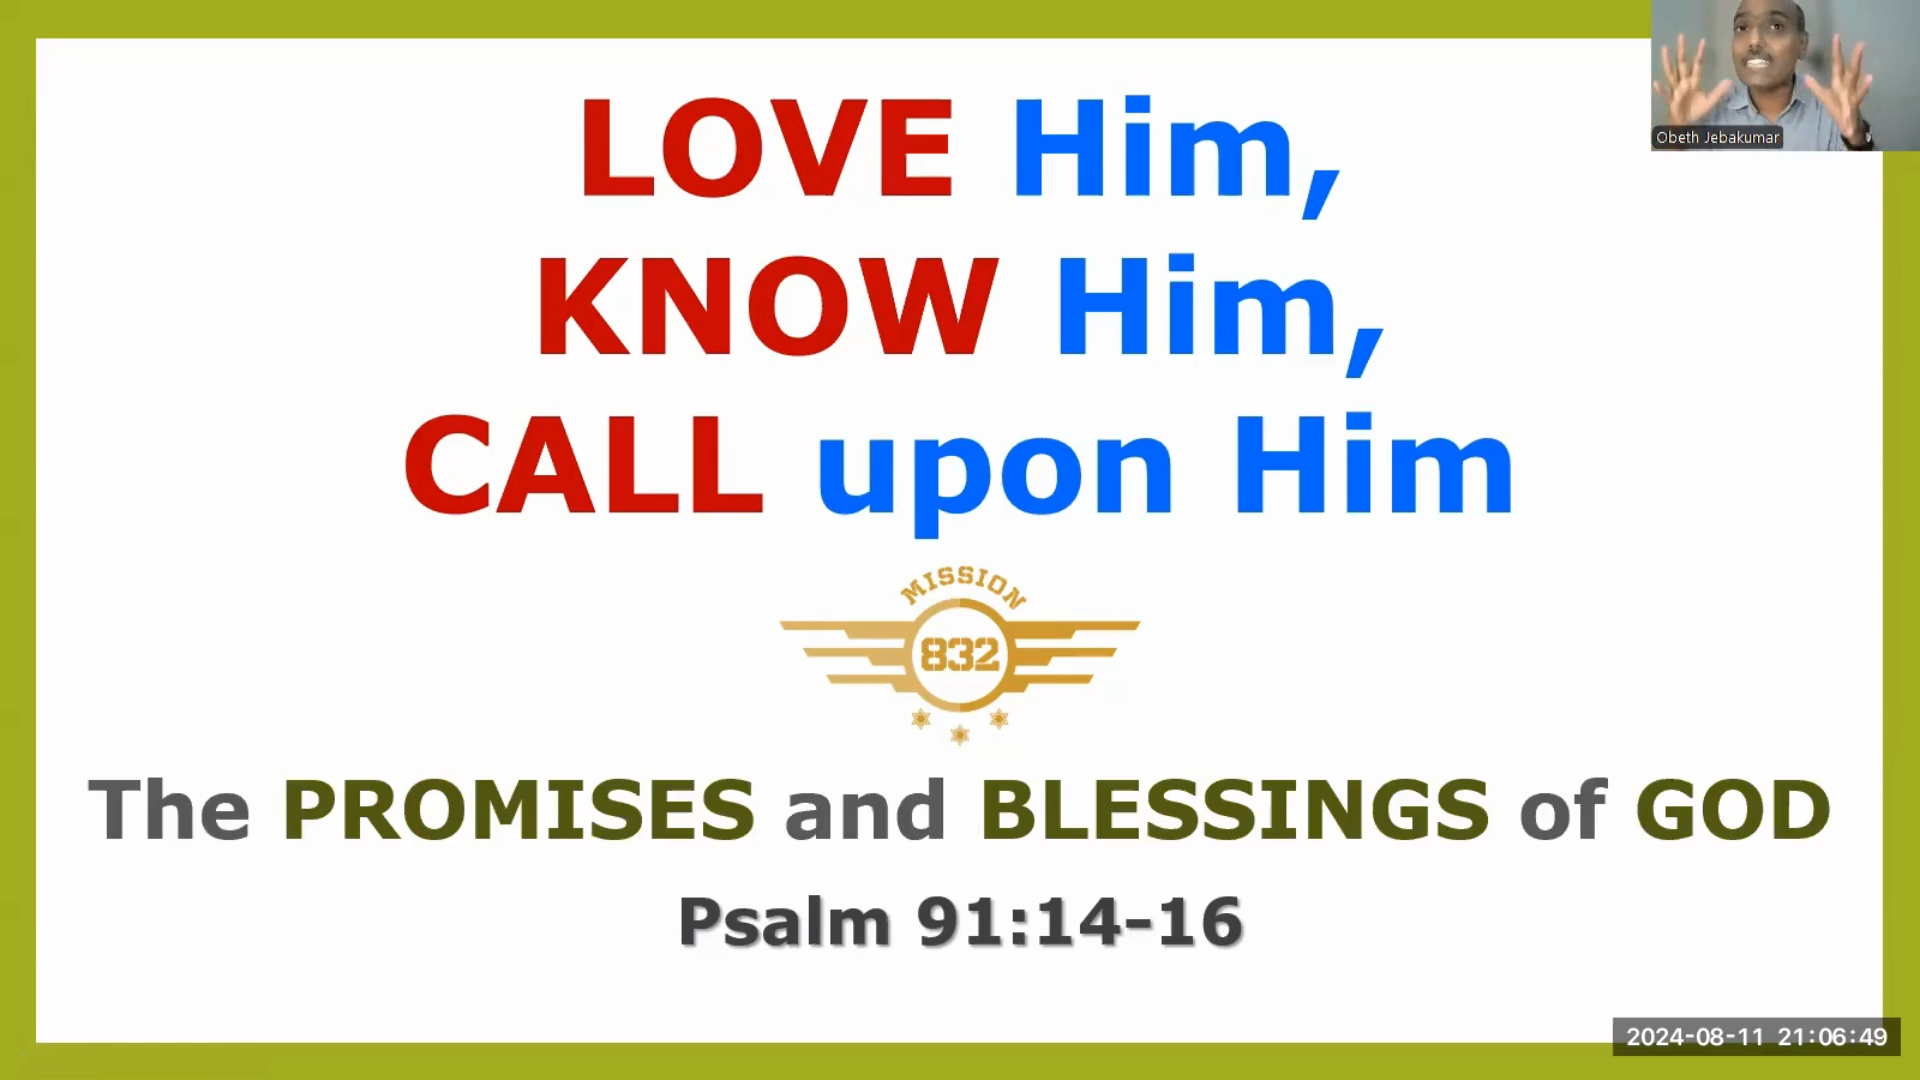 LOVE Him,
KNOW Him,
CALL upon Him
MISSION
832
The PROMISES and BLESSINGS of GOD
Psalm 91:14-16
Obeth Jebakumar
2024-08-11 21:06:49